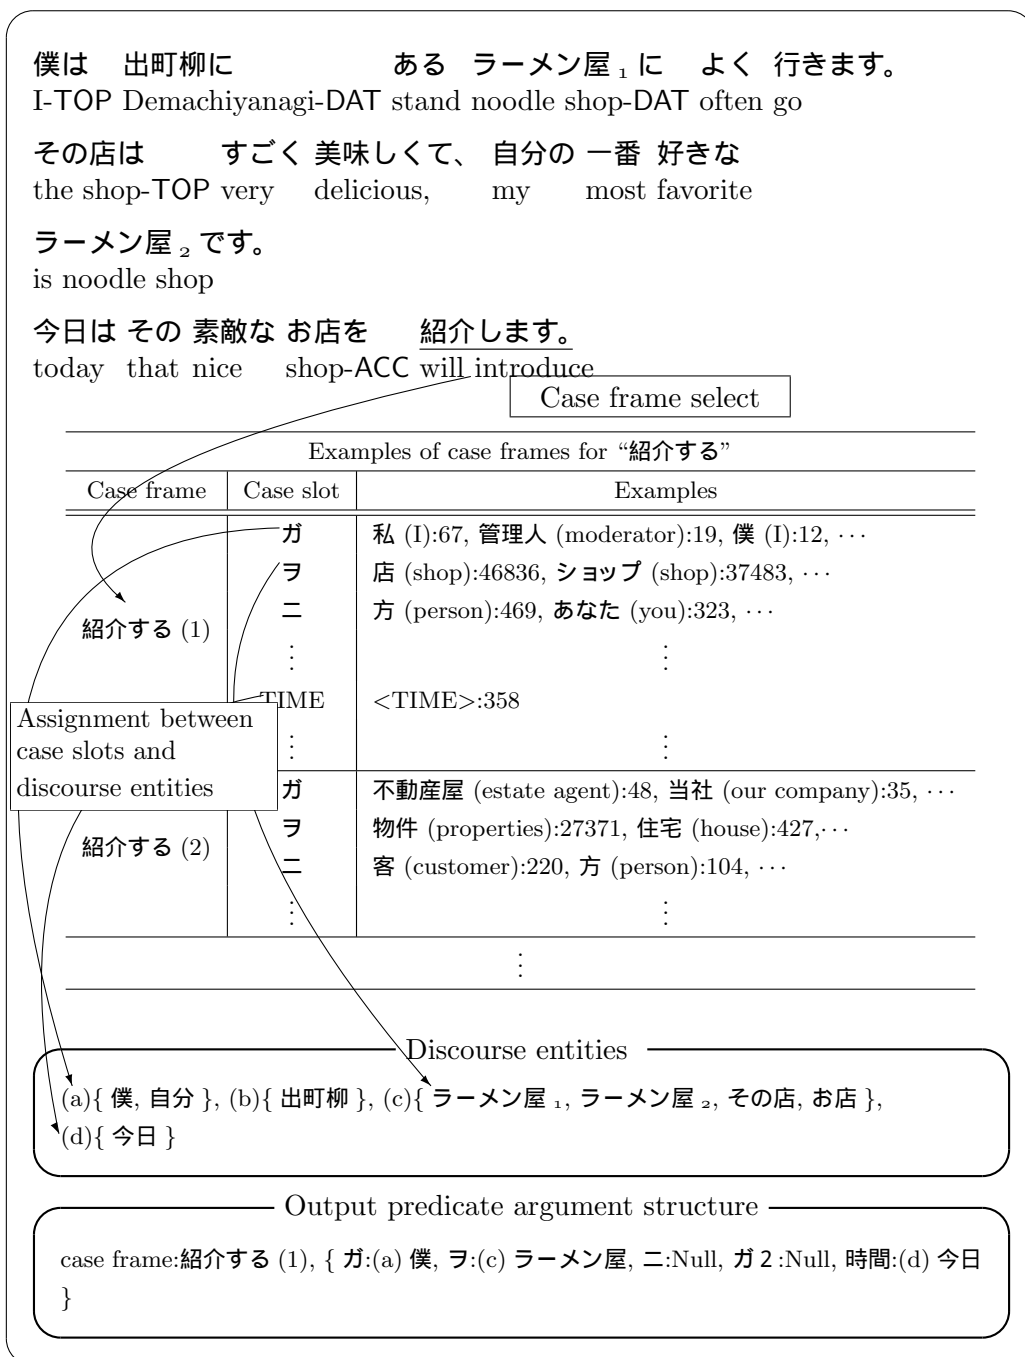 僕は 出町柳に ある ラーメン屋 ₁ に よく 行きます。
I-TOP Demachiyanagi-DAT stand noodle shop-DAT often go
その店は すごく 美味しくて、 自分の 一番 好きな
the shop-TOP very delicious, my most favorite
ラーメン屋 ₂ です。
is noodle shop
今日は その 素敵な お店を 紹介します。
today that nice shop-ACC will introduce
Case frame select
Examples of case frames for “紹介する”
Case frame Case slot Examples
ガ 私 (I):67, 管理人 (moderator):19, 僕 (I):12, ⋯
ヲ 店 (shop):46836, ショップ (shop):37483, ⋯
ニ 方 (person):469, あなた (you):323, ⋯
紹介する (1)
⋮ ⋮
TIME <TIME>:358
⋮ ⋮
Assignment between
case slots and
discourse entities
ガ 不動産屋 (estate agent):48, 当社 (our company):35, ⋯
ヲ 物件 (properties):27371, 住宅 (house):427,⋯
紹介する (2)
ニ 客 (customer):220, 方 (person):104, ⋯
⋮ ⋮
⋮
Discourse entities
(a){ 僕, 自分 }, (b){ 出町柳 }, (c){ ラーメン屋 ₁, ラーメン屋 ₂, その店, お店 },
(d){ 今日 }
Output predicate argument structure
case frame:紹介する (1), { ガ:(a) 僕, ヲ:(c) ラーメン屋, ニ:Null, ガ２:Null, 時間:(d) 今日
}